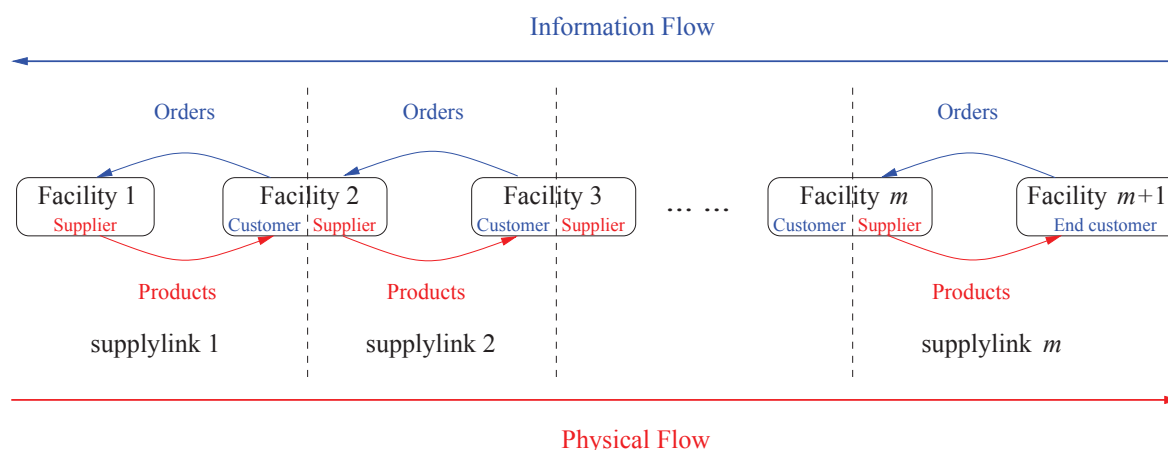 Information Flow
Orders Orders Orders
Facility 1 Facility 2 Facility 3 ... ... Facility m Facility m+1
Supplier Customer Supplier Customer Supplier Customer Supplier End customer
Products Products Products
supplylink 1 supplylink 2 supplylink m
Physical Flow